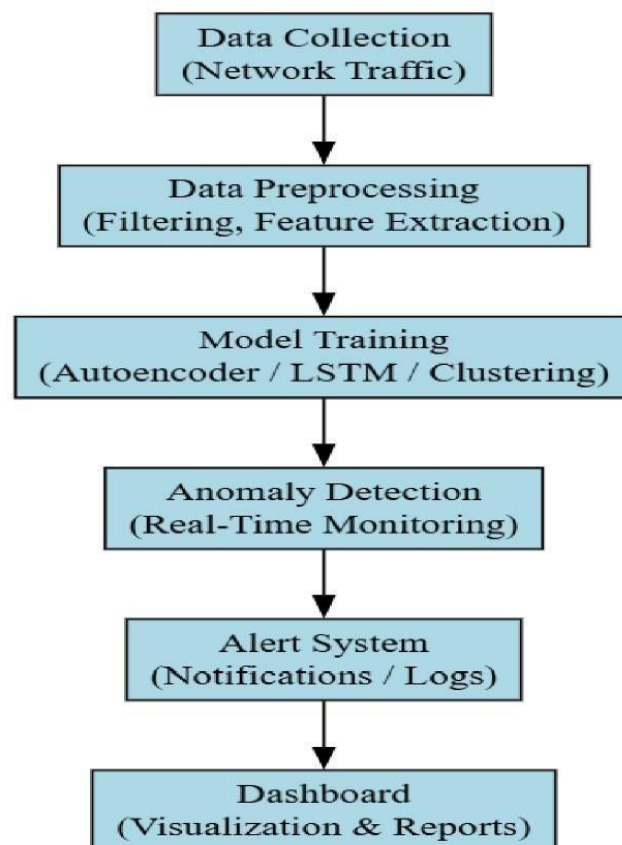 Data Collection
(Network Traffic)
Data Preprocessing
(Filtering, Feature Extraction)
Model Training
(Autoencoder / LSTM / Clustering)
Anomaly Detection
(Real-Time Monitoring)
Alert System
(Notifications / Logs)
Dashboard
(Visualization & Reports)